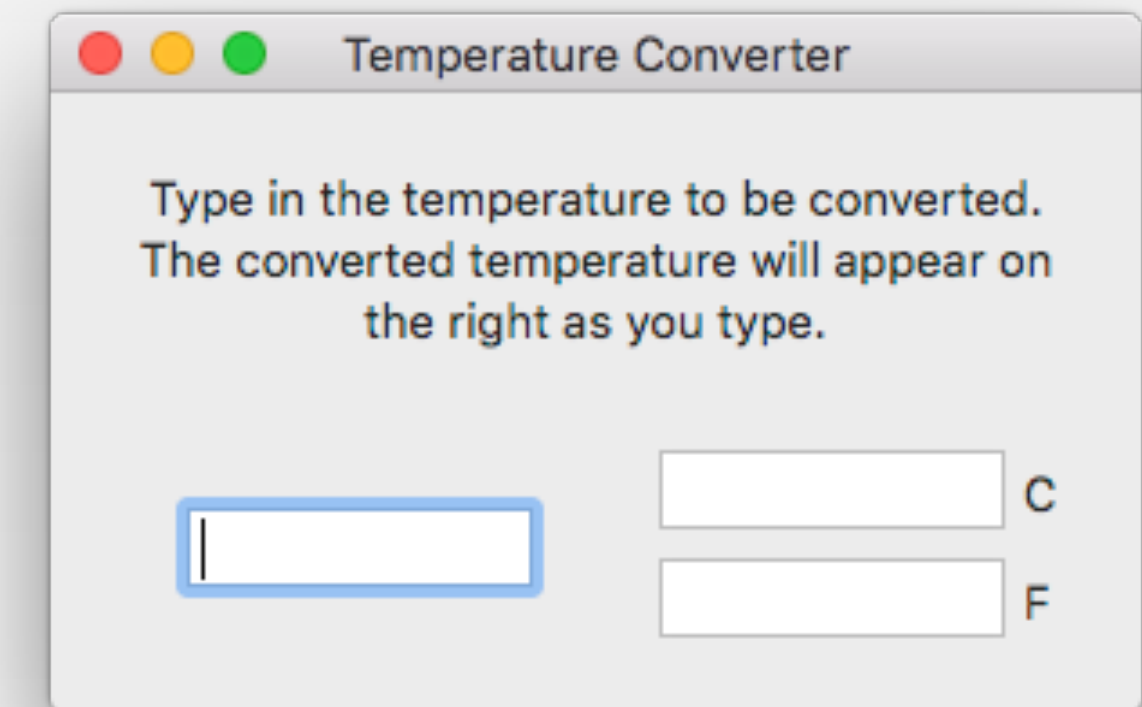 Temperature Converter
Type in the temperature to be converted.
The converted temperature will appear on
the right as you type.
C
F